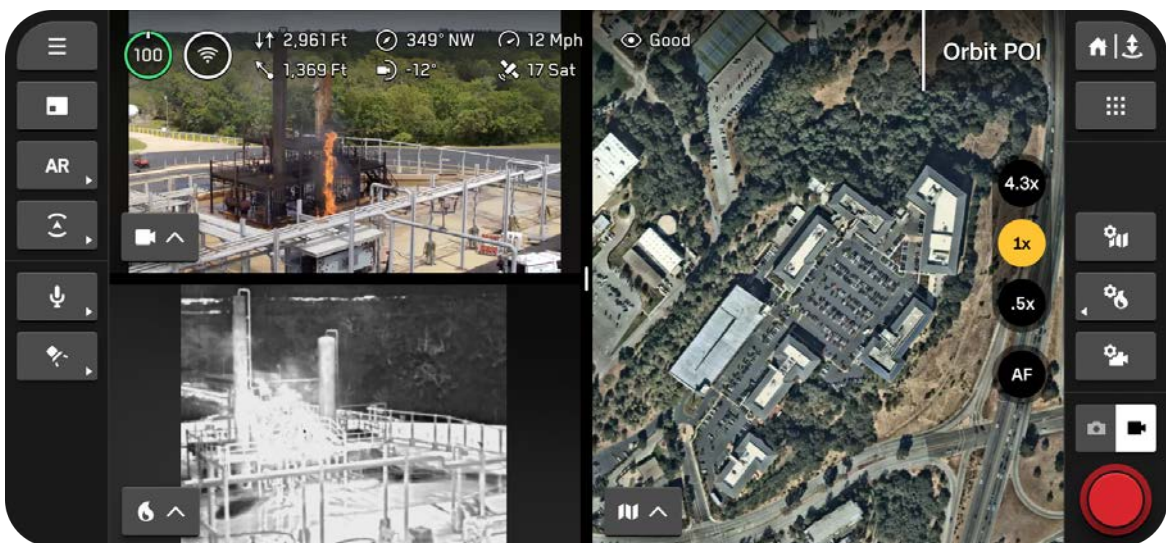 100
2,961 Ft 349° NW 12 Mph
1,369 Ft -12° 17 Sat
Good
Orbit POI
AR
4.3x
1x
.5x
AF